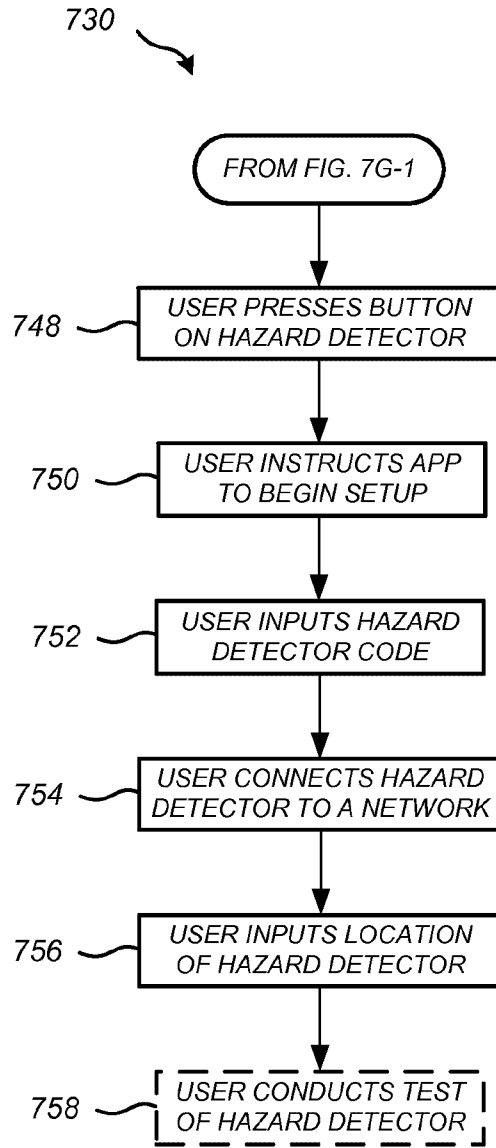 730
FROM FIG. 7G-1
748
USER PRESSES BUTTON
ON HAZARD DETECTOR
750
USER INSTRUCTS APP
TO BEGIN SETUP
752
USER INPUTS HAZARD
DETECTOR CODE
754
USER CONNECTS HAZARD
DETECTOR TO A NETWORK
756
USER INPUTS LOCATION
OF HAZARD DETECTOR
758
USER CONDUCTS TEST
OF HAZARD DETECTOR